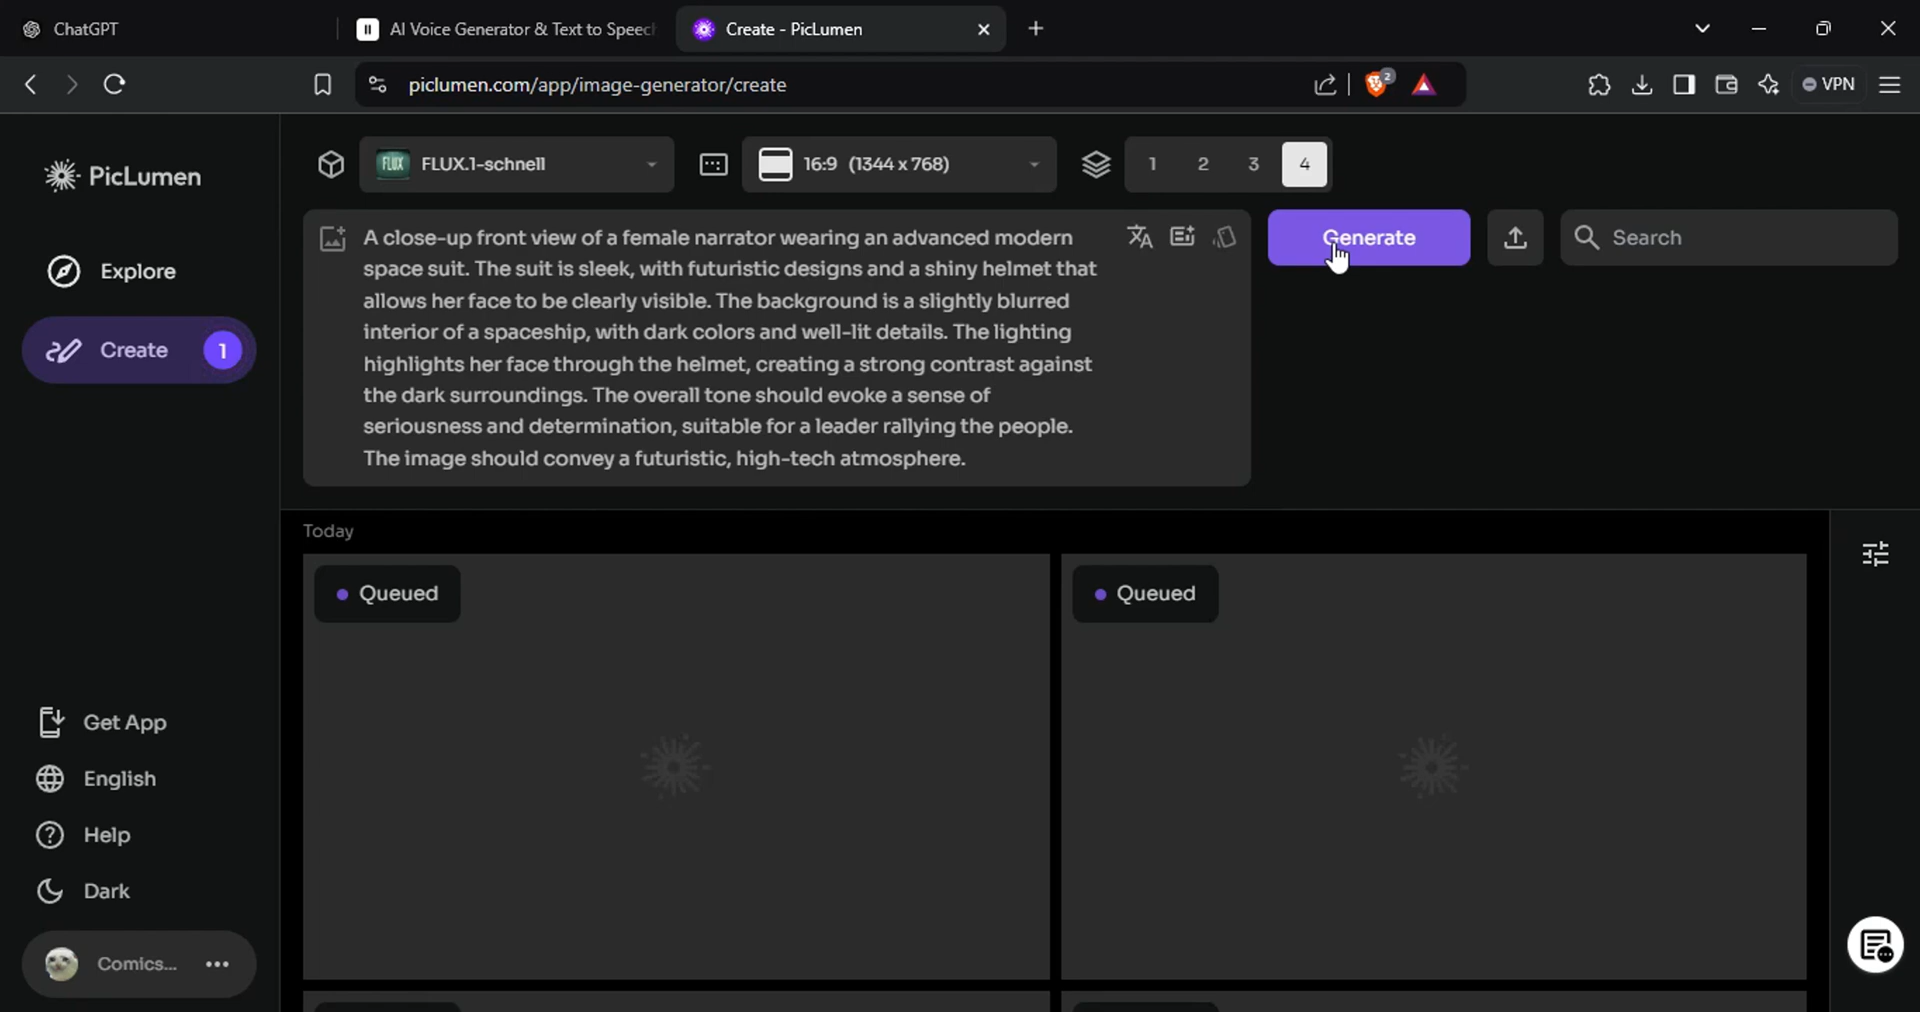 ChatGPT
AI Voice Generator & Text to Speec
Create - PicLumen
piclumen.com/app/image-generator/create
2
VPN
PicLumen
FLUX
FLUX.1-schnell
16:9 (1344 x 768)
1
2
3
4
A close-up front view of a female narrator wearing an advanced modern
space suit. The suit is sleek, with futuristic designs and a shiny helmet that
allows her face to be clearly visible. The background is a slightly blurred
interior of a spaceship, with dark colors and well-lit details. The lighting
highlights her face through the helmet, creating a strong contrast against
the dark surroundings. The overall tone should evoke a sense of
seriousness and determination, suitable for a leader rallying the people.
The image should convey a futuristic, high-tech atmosphere.
Generate
Search
Explore
Create
1
Today
Queued
Queued
Get App
English
Help
Dark
Comics...